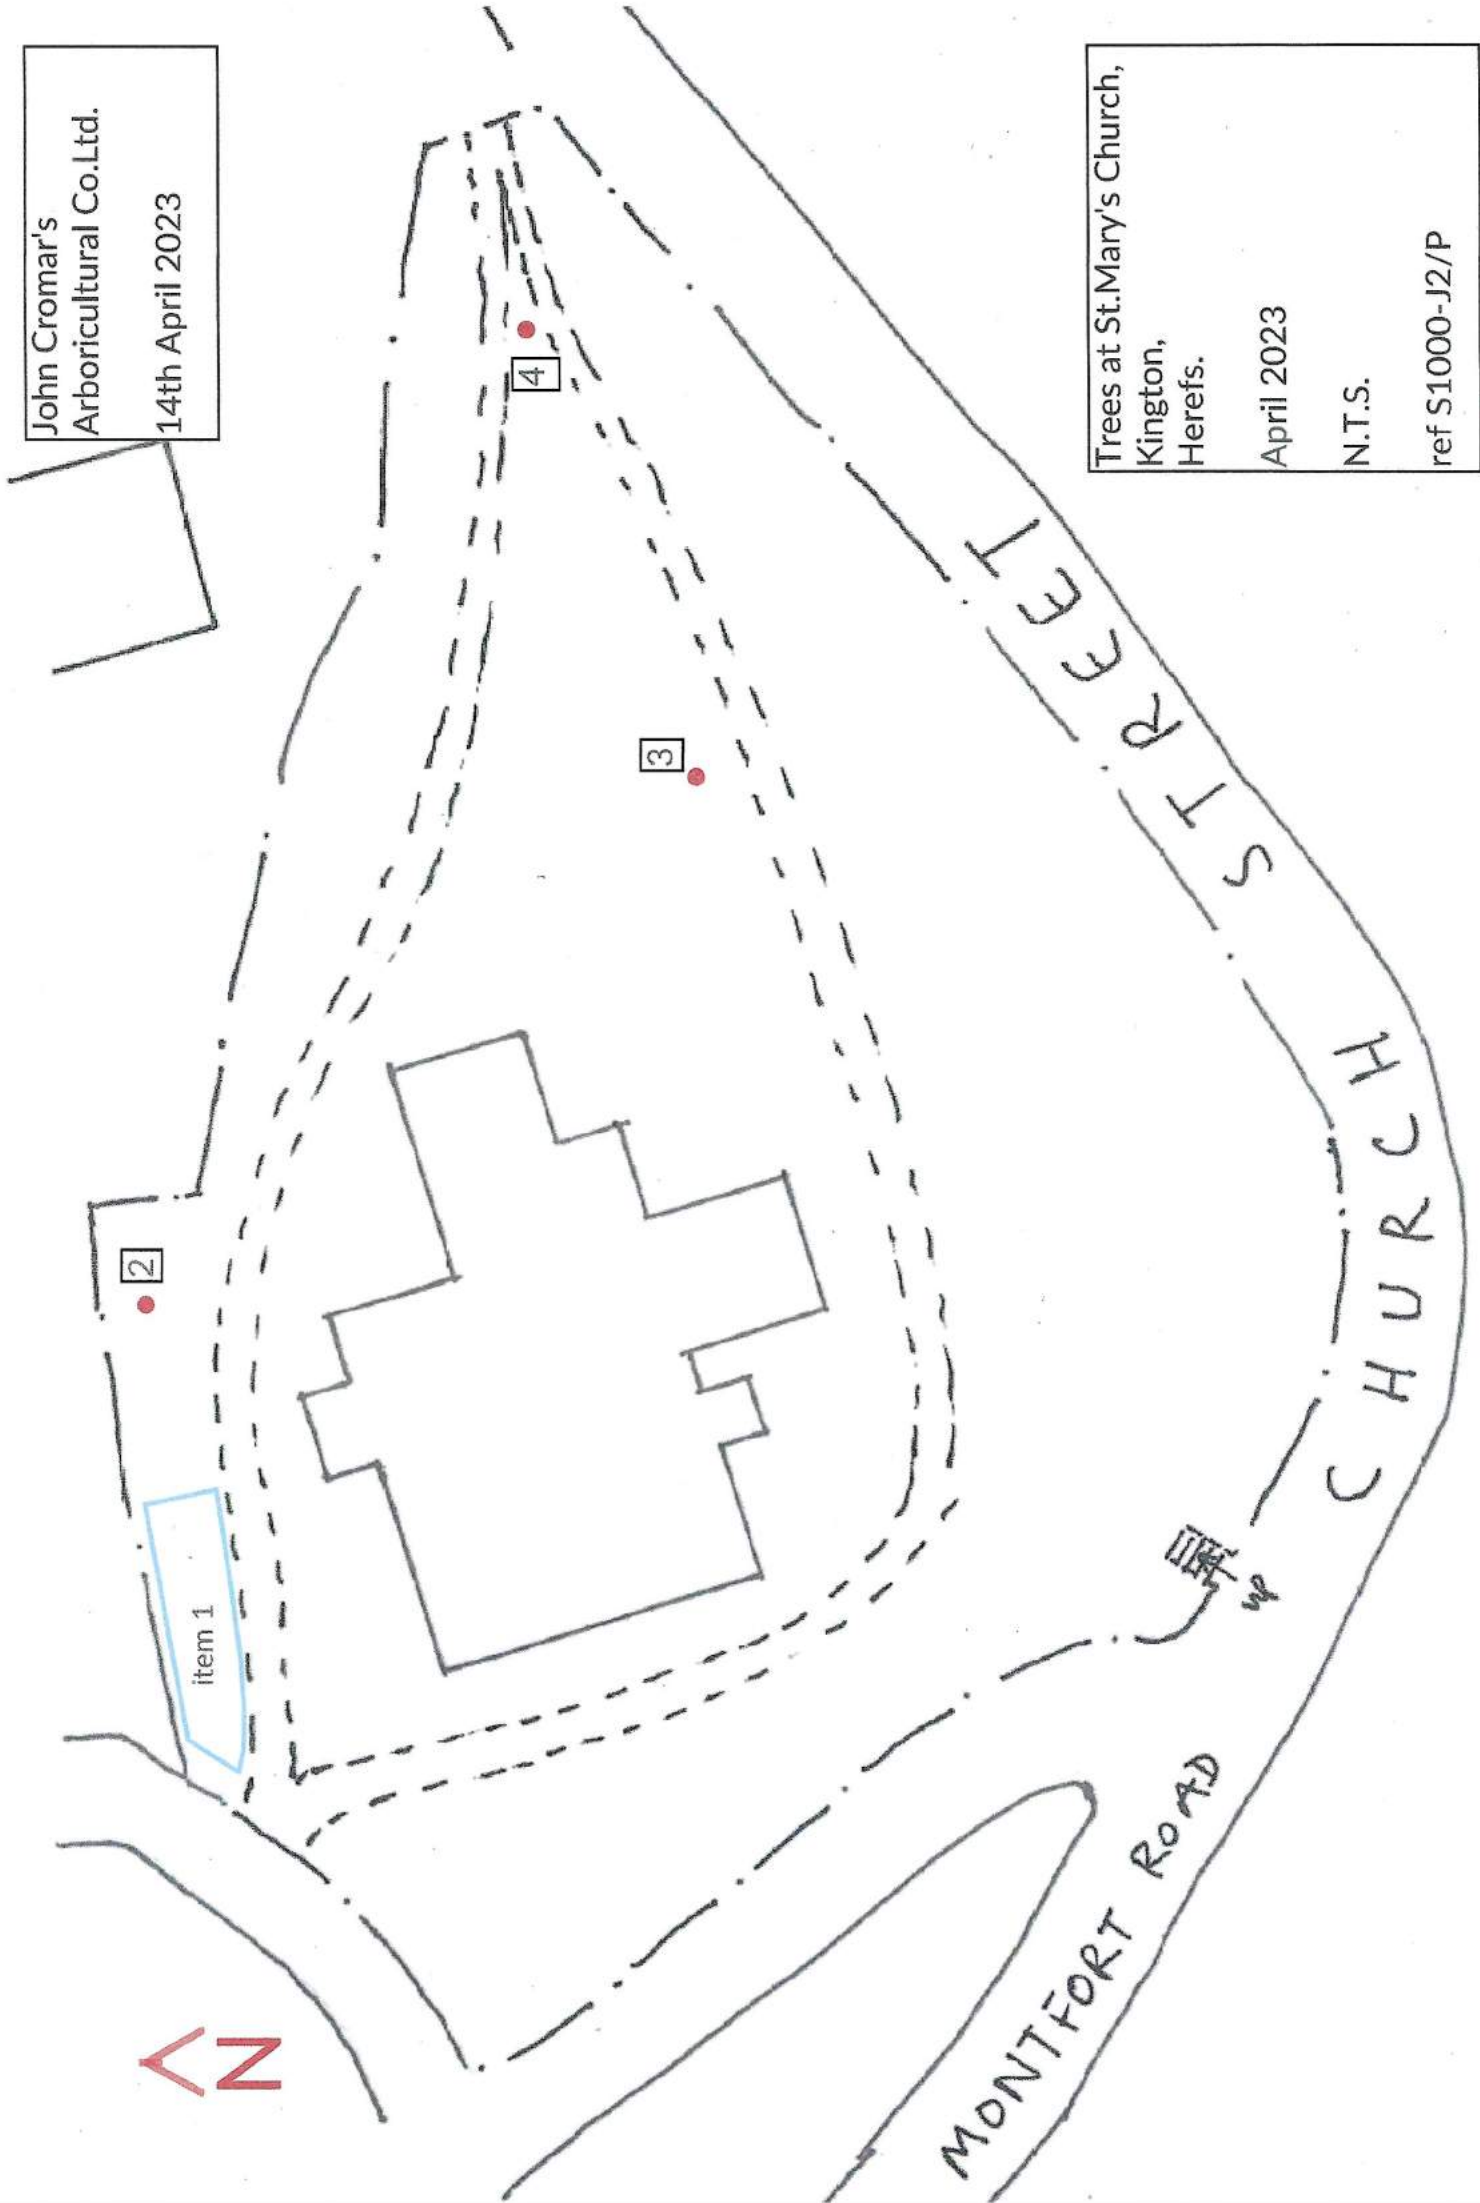 John Cromar's
Arboricultural Co.Ltd.
14th April 2023
item 1
2
3
4
N
CHURCH STREET
MONTFORT ROAD
up
Trees at St.Mary's Church,
Kington,
Herefs.
April 2023
N.T.S.
ref S1000-J2/P